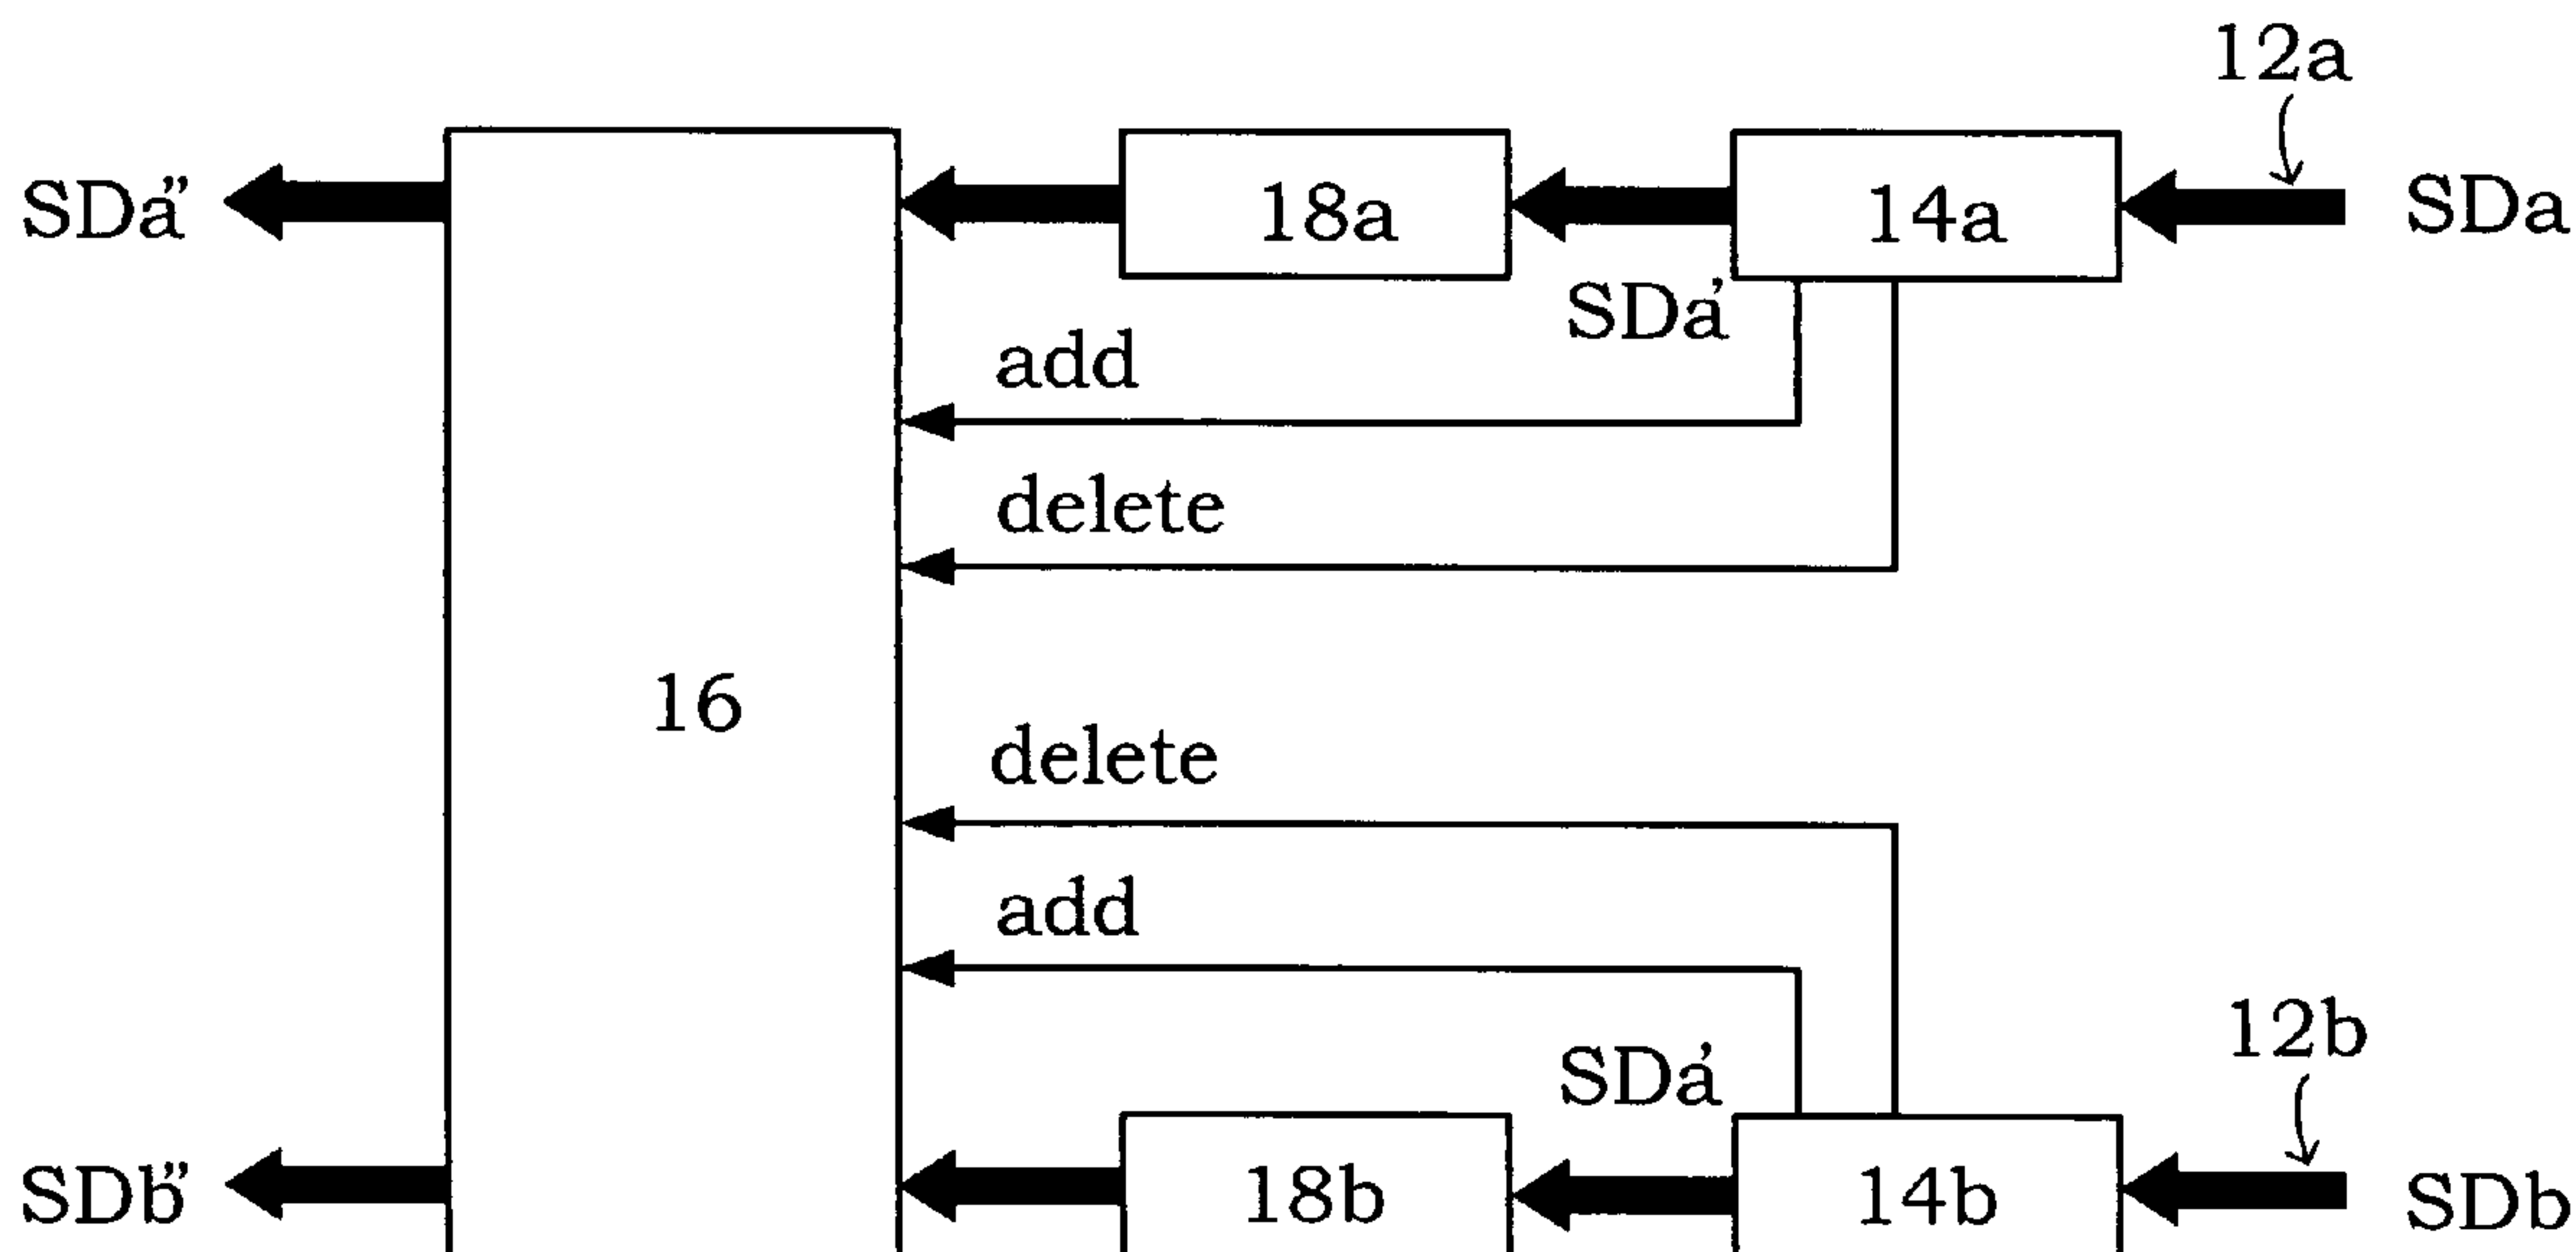 12a
SDa" 18a 14a SDa
SDa'
add
delete
16
delete
add
12b
SDa'
SDb" 18b 14b SDb